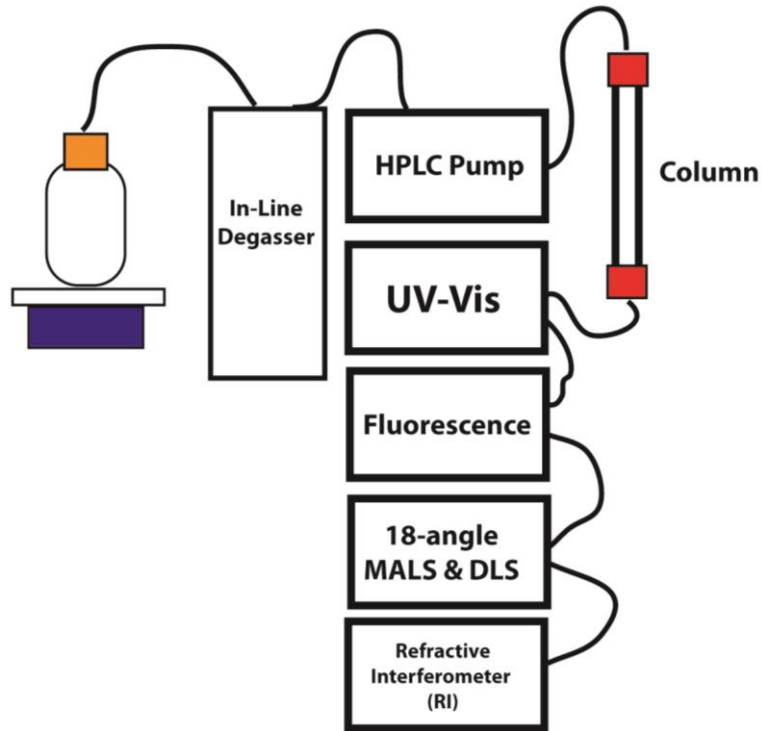 In-Line
Degasser
HPLC Pump
Column
UV-Vis
Fluorescence
18-angle
MALS & DLS
Refractive
Interferometer
(RI)